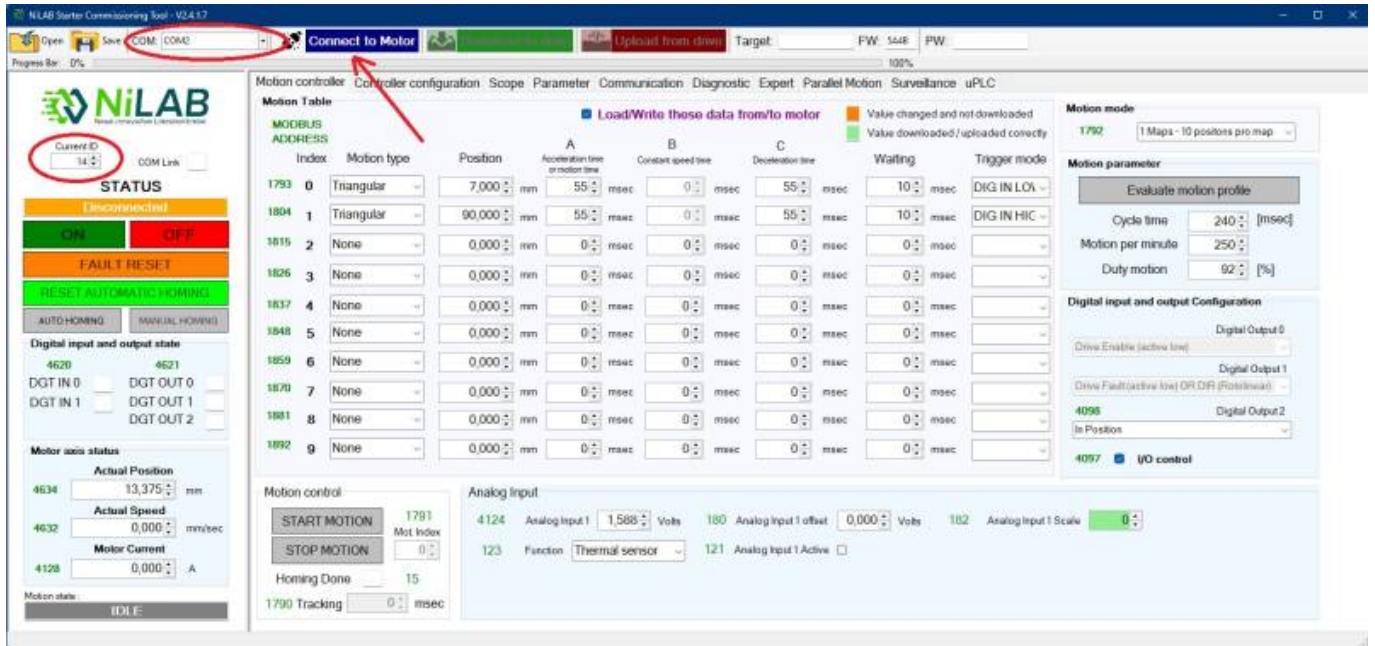 NiLAB Starter Commissioning Tool - V2.4.1.7
Open Save COM: COM2 Connect to Motor Upload from drive Target: FW: 5448 PW:
Progress Bar 0% 100%
Motion controller Controller configuration Scope Parameter Communication Diagnostic Expert Parallel Motion Surveillance uPLC
NiLAB
Current ID
14
COM Link
STATUS
Disconnected
ON OFF
FAULT RESET
RESET AUTOMATIC HOMING
AUTO HOMING MANUAL HOMING
Digital input and output state
4620 4621
DGT IN 0 DGT OUT 0
DGT IN 1 DGT OUT 1
DGT OUT 2
Motor axis status
Actual Position
4634 13,375 mm
Actual Speed
4632 0,000 mm/sec
Motor Current
4128 0,000 A
Motion state :
IDLE
Motion Table
MODBUS ADDRESS
Load/Write those data from/to motor
Value changed and not downloaded
Value downloaded / uploaded correctly
A B C
Index Motion type Position Acceleration time or motion time Constant speed time Deceleration time Waiting Trigger mode
1793 0 Triangular 7,000 mm 55 msec 0 msec 55 msec 10 msec DIG IN LOW
1804 1 Triangular 90,000 mm 55 msec 0 msec 55 msec 10 msec DIG IN HIC
1815 2 None 0,000 mm 0 msec 0 msec 0 msec 0 msec
1826 3 None 0,000 mm 0 msec 0 msec 0 msec 0 msec
1837 4 None 0,000 mm 0 msec 0 msec 0 msec 0 msec
1848 5 None 0,000 mm 0 msec 0 msec 0 msec 0 msec
1859 6 None 0,000 mm 0 msec 0 msec 0 msec 0 msec
1870 7 None 0,000 mm 0 msec 0 msec 0 msec 0 msec
1881 8 None 0,000 mm 0 msec 0 msec 0 msec 0 msec
1892 9 None 0,000 mm 0 msec 0 msec 0 msec 0 msec
Motion control
START MOTION 1791
Mot Index
STOP MOTION 0
Homing Done 15
1790 Tracking 0 msec
Analog Input
4124 Analog Input 1 1,588 Volts 180 Analog Input 1 offset 0,000 Volts 182 Analog Input 1 Scale 0
123 Function Thermal sensor 121 Analog Input 1 Active
Motion mode
1792 1 Maps - 10 positons pro map
Motion parameter
Evaluate motion profile
Cycle time 240 [msec]
Motion per minute 250
Duty motion 92 [%]
Digital input and output Configuration
Digital Output 0
Drive Enable (active low)
Digital Output 1
Drive Fault(active low) OR DIR (Rotolinear)
4098 Digital Output 2
In Position
4097 I/O control